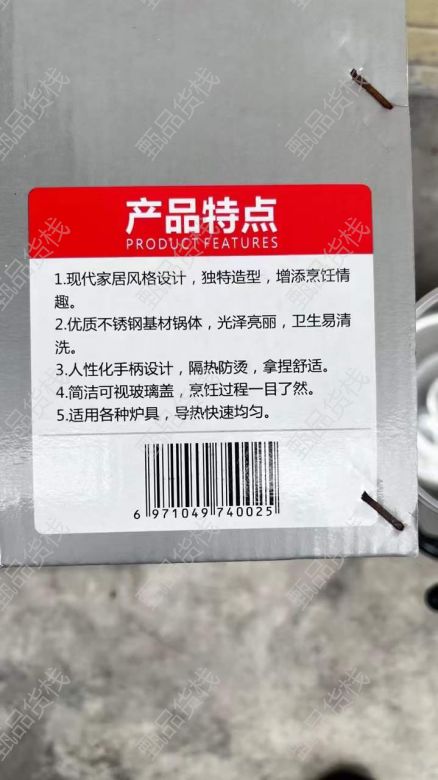 产品特点
PRODUCT FEATURES
1.现代家居风格设计，独特造型，增添烹饪情
趣。
2.优质不锈钢基材锅体，光泽亮丽，卫生易清
洗。
3.人性化手柄设计，隔热防烫，拿捏舒适。
4.简洁可视玻璃盖，烹饪过程一目了然。
5.适用各种炉具，导热快速均匀。
6 971049 740025
甄品货栈